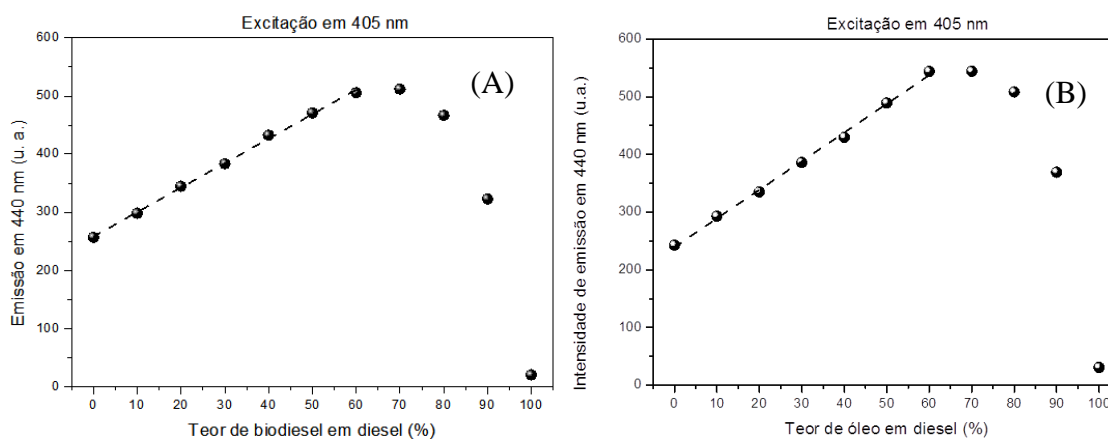 Excitação em 405 nm
(A)
Emissão em 440 nm (u. a.)
600
500
400
300
200
100
0
0 10 20 30 40 50 60 70 80 90 100
Teor de biodiesel em diesel (%)
Excitação em 405 nm
(B)
Intensidade de emissão em 440 nm (u.a.)
600
500
400
300
200
100
0
0 10 20 30 40 50 60 70 80 90 100
Teor de óleo em diesel (%)